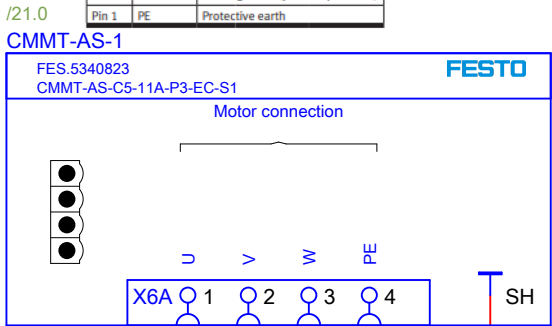 /21.0
Pin 1 PE Protective earth
CMMT-AS-1
FES.5340823
CMMT-AS-C5-11A-P3-EC-S1
FESTO
Motor connection
U V W PE
X6A 1 2 3 4 SH